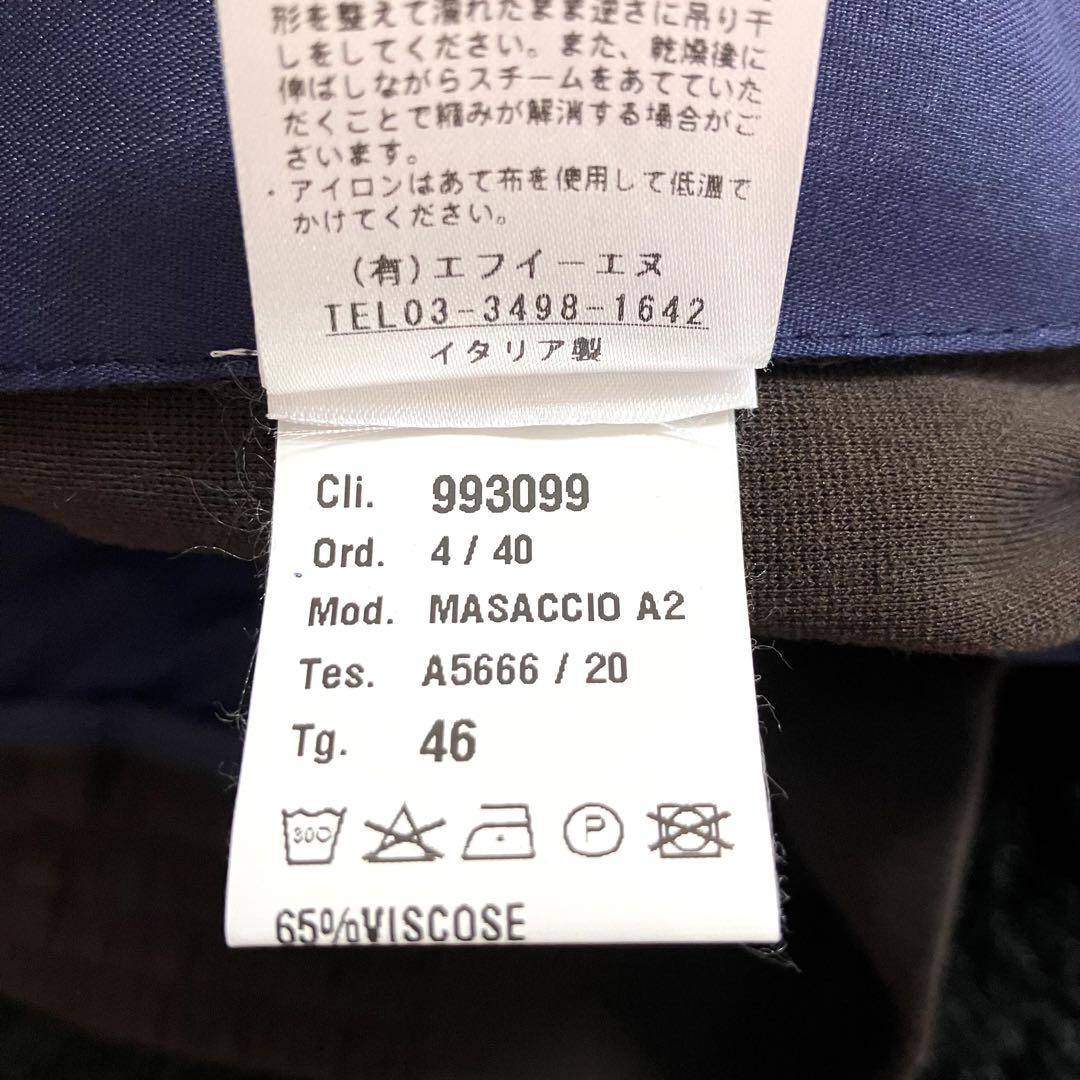 形を整えて濡れたまま逆さに吊り干
しをしてください。また、乾燥後に
伸ばしながらスチームをあてていた
だくことで縮みが解消する場合がご
ざいます。
・アイロンはあて布を使用して低温で
かけてください。
(有)エフイーエヌ
TEL03-3498-1642
イタリア製
Cli. 993099
Ord. 4 / 40
Mod. MASACCIO A2
Tes. A5666 / 20
Tg. 46
30 P
65%VISCOSE